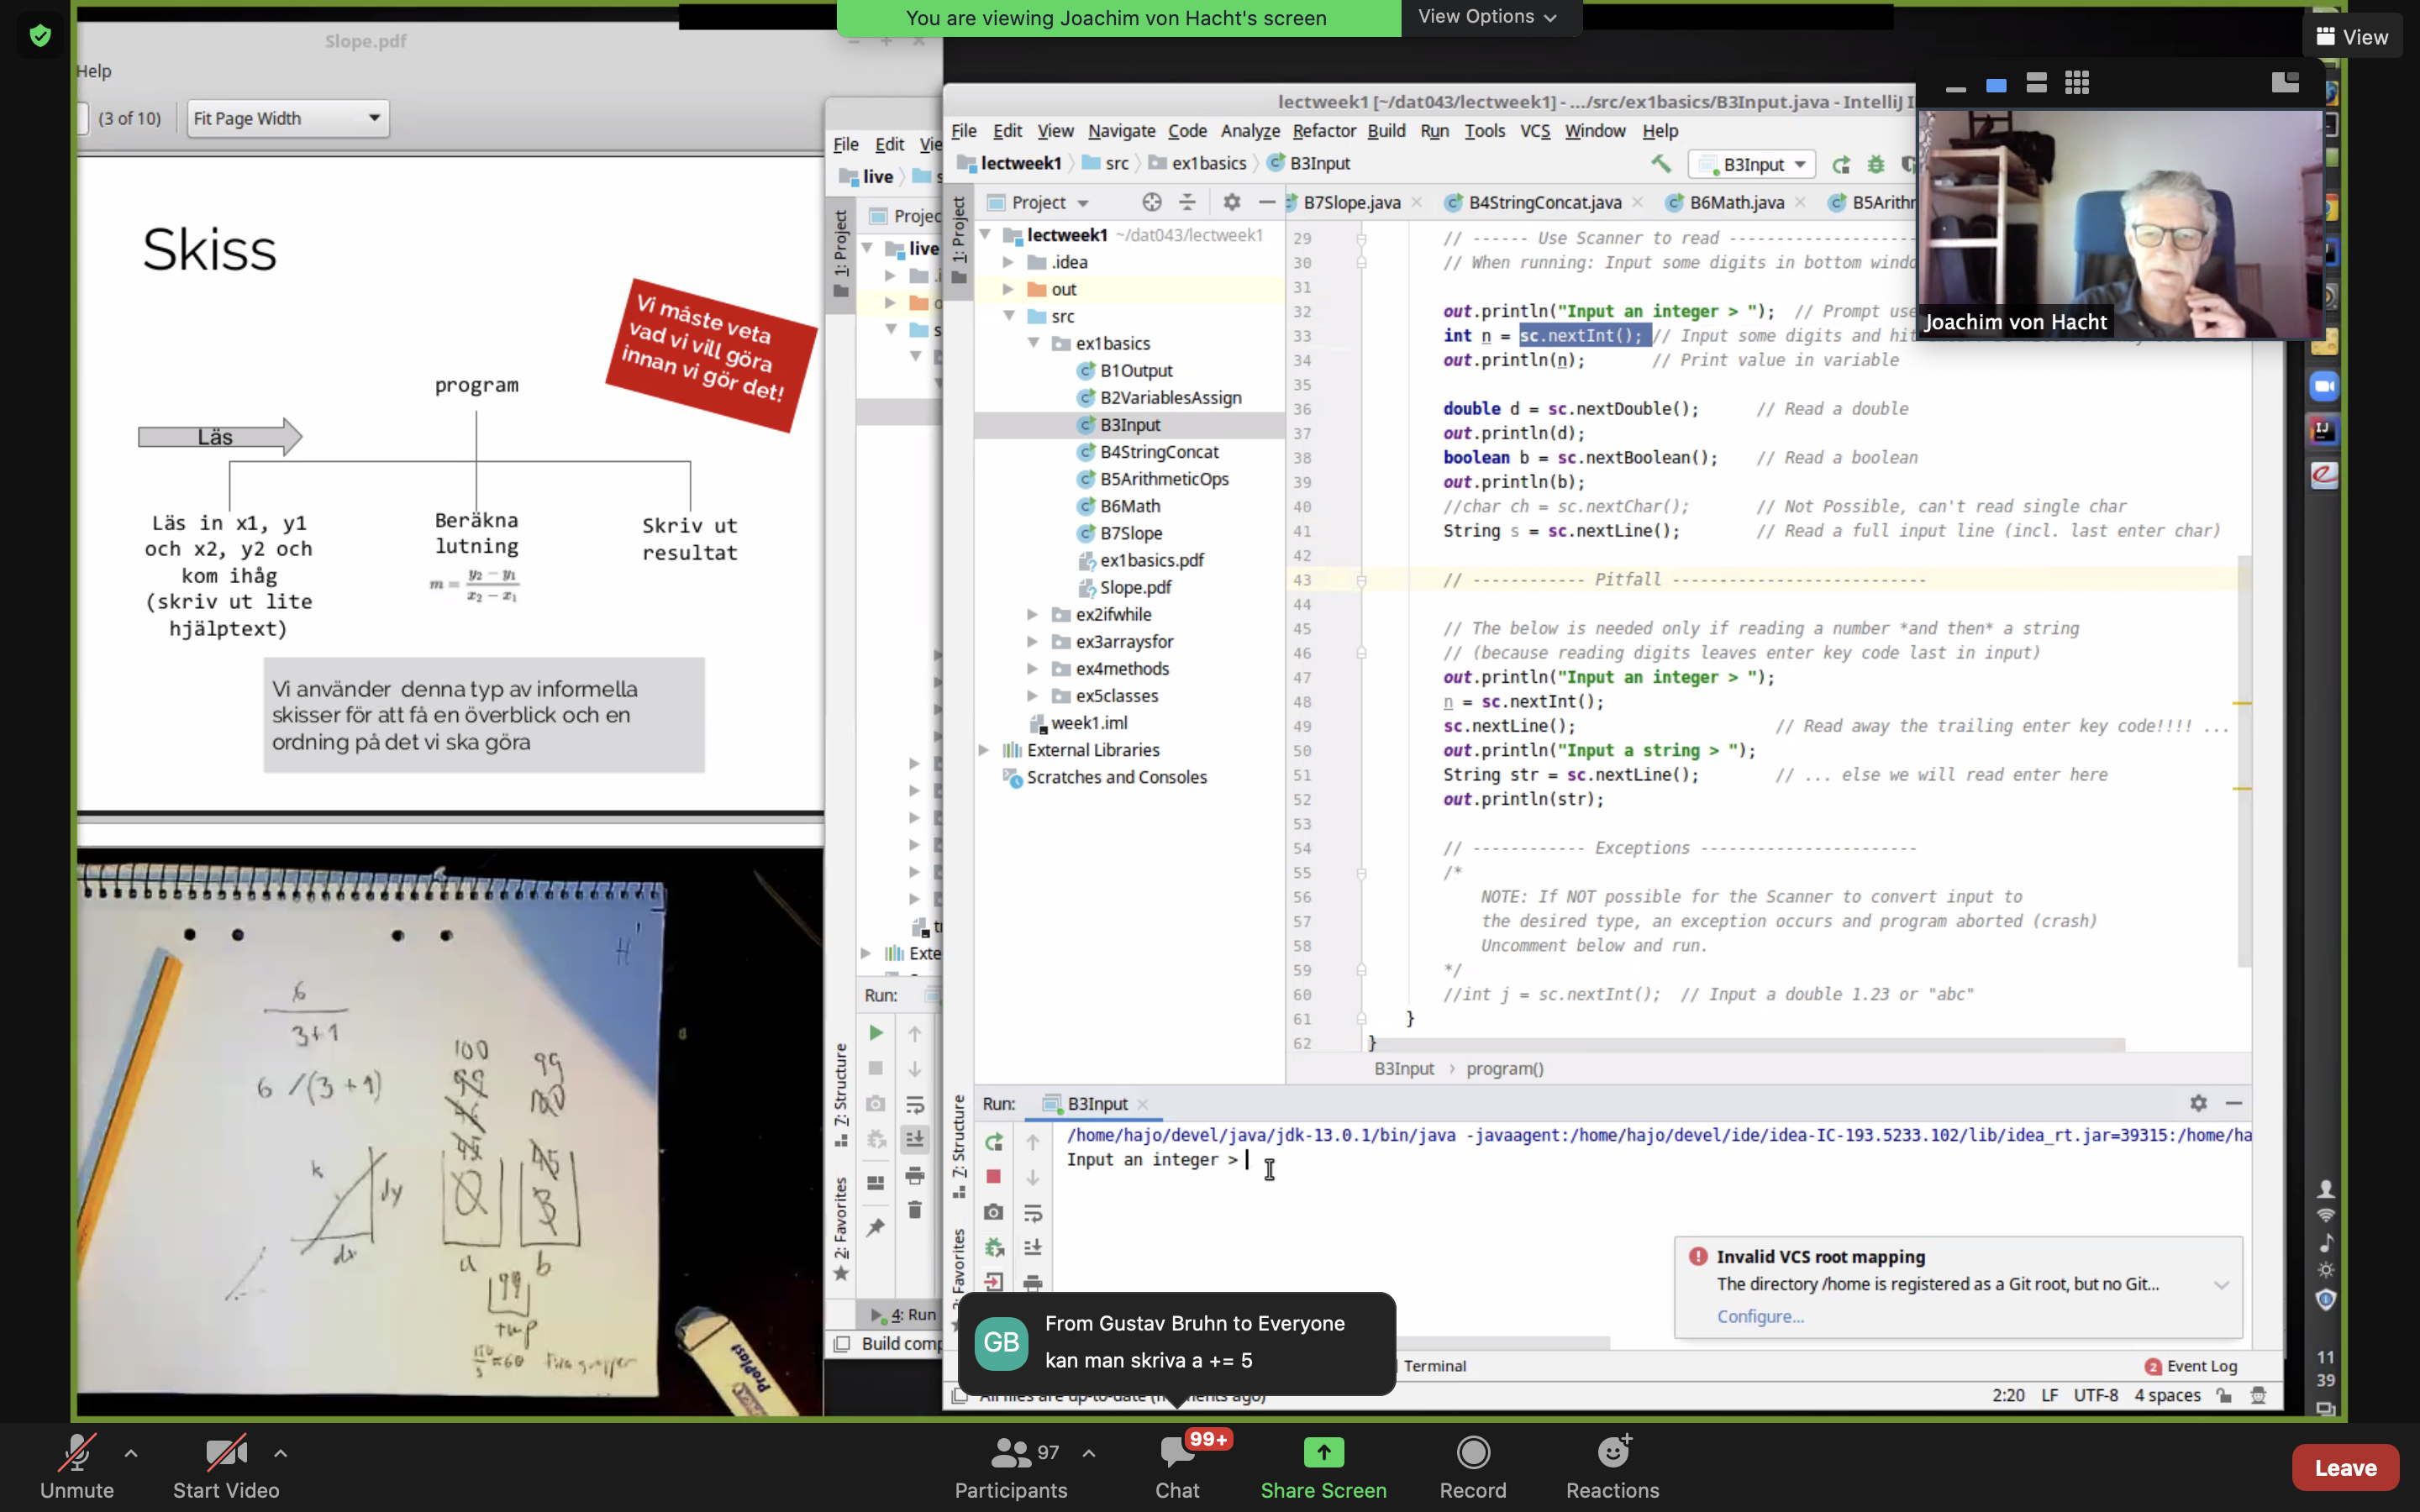 You are viewing Joachim von Hacht's screen
View Options
View
Slope.pdf
Help
(3 of 10)
Fit Page Width
Skiss
Vi måste veta
vad vi vill göra
innan vi gör det!
program
Läs
Läs in x1, y1
och x2, y2 och
kom ihåg
(skriv ut lite
hjälptext)
Beräkna
lutning
m = y2 − y1 / x2 − x1
Skriv ut
resultat
Vi använder denna typ av informella
skisser för att få en överblick och en
ordning på det vi ska göra
6
3+1
6 /(3+1)
100
99
99
100
k
dy
dx
a
b
99
tmp
ProPlast
File Edit Vie
live
1: Project
Projec
live
Exte
Run:
7: Structure
2: Favorites
4: Run
Build comp
lectweek1 [~/dat043/lectweek1] - .../src/ex1basics/B3Input.java - IntelliJ I
File Edit View Navigate Code Analyze Refactor Build Run Tools VCS Window Help
lectweek1 src ex1basics B3Input
B3Input
1: Project
Project
B7Slope.java
B4StringConcat.java
B6Math.java
B5Arithr
lectweek1 ~/dat043/lectweek1
.idea
out
src
ex1basics
B1Output
B2VariablesAssign
B3Input
B4StringConcat
B5ArithmeticOps
B6Math
B7Slope
ex1basics.pdf
Slope.pdf
ex2ifwhile
ex3arraysfor
ex4methods
ex5classes
week1.iml
External Libraries
Scratches and Consoles
29 // ------ Use Scanner to read --------------------
30 // When running: Input some digits in bottom windo
31
32 out.println("Input an integer > "); // Prompt use
33 int n = sc.nextInt(); // Input some digits and hit
34 out.println(n); // Print value in variable
35
36 double d = sc.nextDouble(); // Read a double
37 out.println(d);
38 boolean b = sc.nextBoolean(); // Read a boolean
39 out.println(b);
40 //char ch = sc.nextChar(); // Not Possible, can't read single char
41 String s = sc.nextLine(); // Read a full input line (incl. last enter char)
42
43 // ------------ Pitfall ---------------------------
44
45 // The below is needed only if reading a number *and then* a string
46 // (because reading digits leaves enter key code last in input)
47 out.println("Input an integer > ");
48 n = sc.nextInt();
49 sc.nextLine(); // Read away the trailing enter key code!!!! ...
50 out.println("Input a string > ");
51 String str = sc.nextLine(); // ... else we will read enter here
52 out.println(str);
53
54 // ------------ Exceptions -----------------------
55 /*
56 NOTE: If NOT possible for the Scanner to convert input to
57 the desired type, an exception occurs and program aborted (crash)
58 Uncomment below and run.
59 */
60 //int j = sc.nextInt(); // Input a double 1.23 or "abc"
61 }
62 }
B3Input › program()
Joachim von Hacht
7: Structure
2: Favorites
Run: B3Input
/home/hajo/devel/java/jdk-13.0.1/bin/java -javaagent:/home/hajo/devel/ide/idea-IC-193.5233.102/lib/idea_rt.jar=39315:/home/ha
Input an integer >
Invalid VCS root mapping
The directory /home is registered as a Git root, but no Git...
Configure...
Terminal
2 Event Log
2:20 LF UTF-8 4 spaces
11
39
GB
From Gustav Bruhn to Everyone
kan man skriva a += 5
Unmute
Start Video
97
Participants
99+
Chat
Share Screen
Record
Reactions
Leave